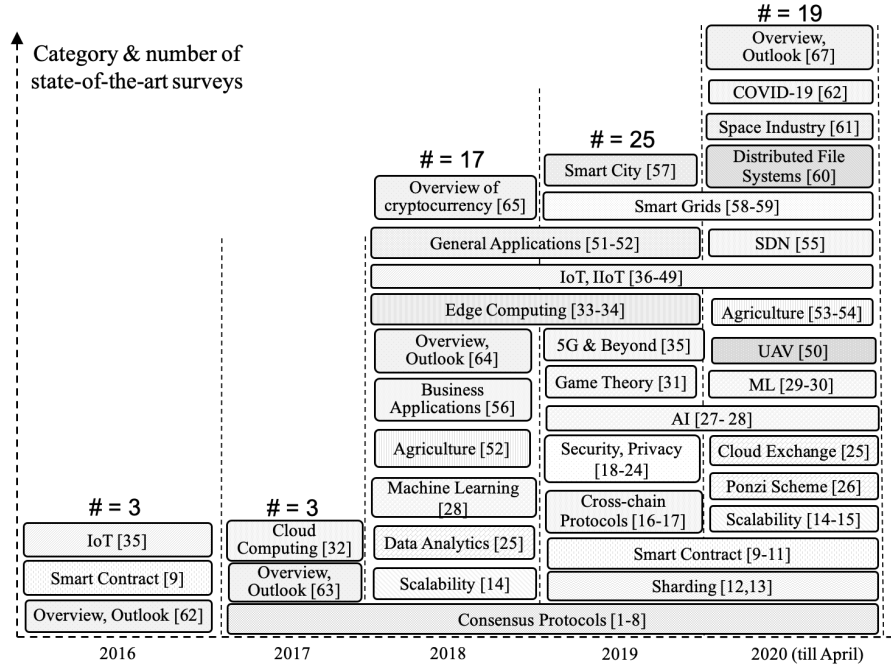 # = 19
Category & number of
state-of-the-art surveys
Overview,
Outlook [67]
COVID-19 [62]
Space Industry [61]
# = 25
Distributed File
Systems [60]
# = 17
Smart City [57]
Overview of
cryptocurrency [65]
Smart Grids [58-59]
General Applications [51-52]
SDN [55]
IoT, IIoT [36-49]
Edge Computing [33-34]
Agriculture [53-54]
Overview,
Outlook [64]
5G & Beyond [35]
UAV [50]
Business
Applications [56]
Game Theory [31]
ML [29-30]
AI [27- 28]
Agriculture [52]
Security, Privacy
[18-24]
Cloud Exchange [25]
Machine Learning
[28]
Cross-chain
Protocols [16-17]
Ponzi Scheme [26]
Scalability [14-15]
# = 3
# = 3
IoT [35]
Cloud
Computing [32]
Data Analytics [25]
Smart Contract [9-11]
Smart Contract [9]
Overview,
Outlook [63]
Scalability [14]
Sharding [12,13]
Overview, Outlook [62]
Consensus Protocols [1-8]
2016
2017
2018
2019
2020 (till April)